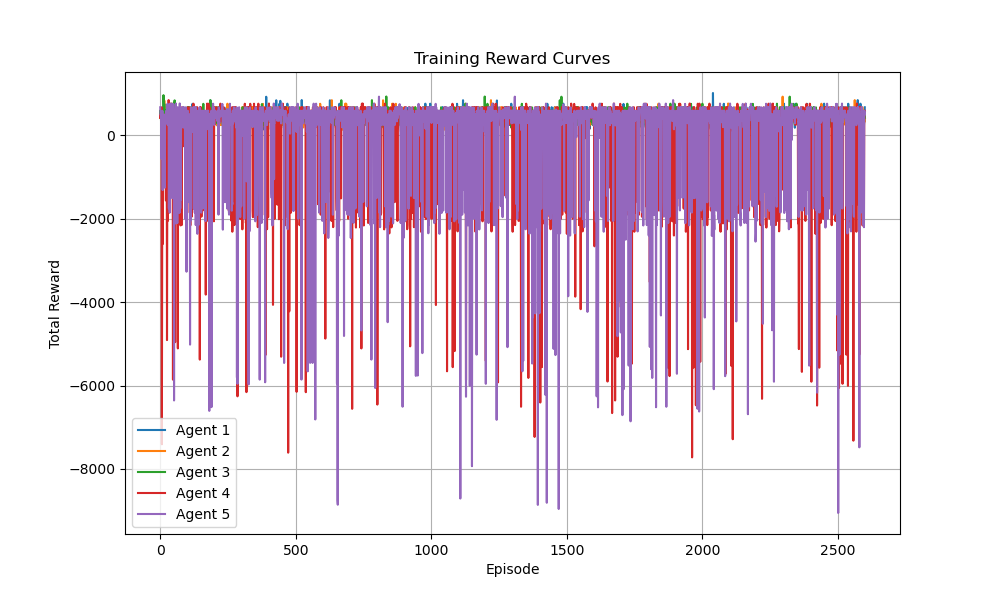 Training Reward Curves
Total Reward
0
−2000
−4000
−6000
−8000
Agent 1
Agent 2
Agent 3
Agent 4
Agent 5
0 500 1000 1500 2000 2500
Episode